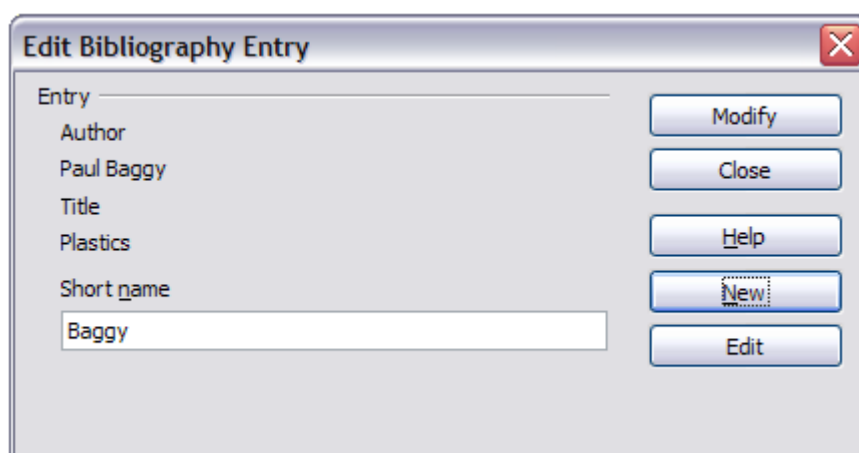 Edit Bibliography Entry
Entry
Author
Paul Baggy
Title
Plastics
Short name
Baggy
Modify
Close
Help
New
Edit